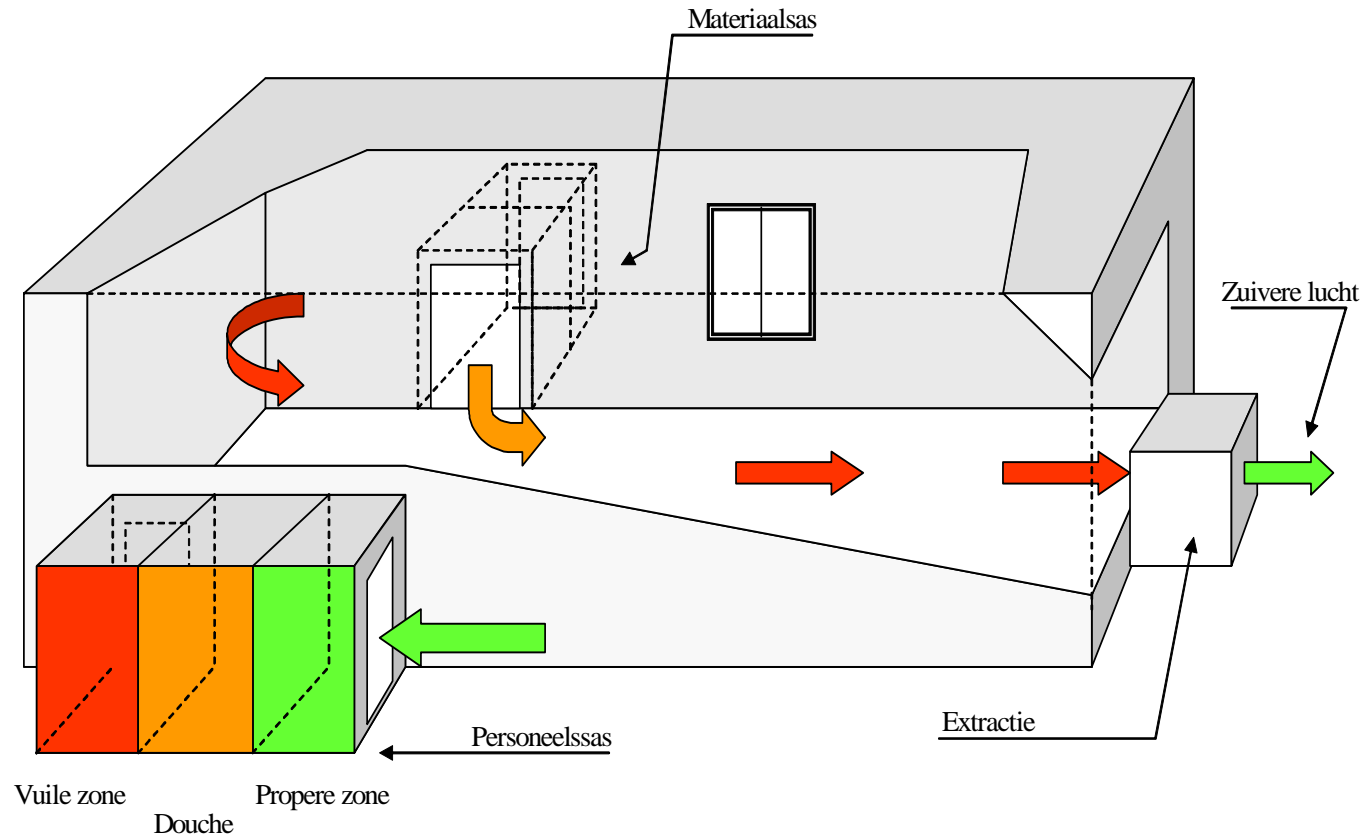 Materiaalsas
Zuivere lucht
Extractie
Personeelssas
Vuile zone
Propere zone
Douche